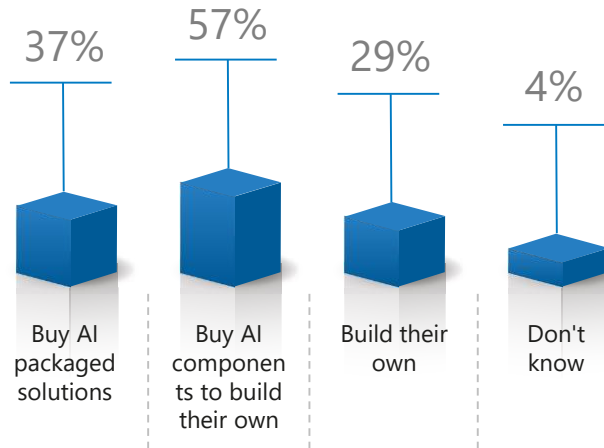 37%
57%
29%
4%
Buy AI
packaged
solutions
Buy AI
componen
ts to build
their own
Build their
own
Don't
know